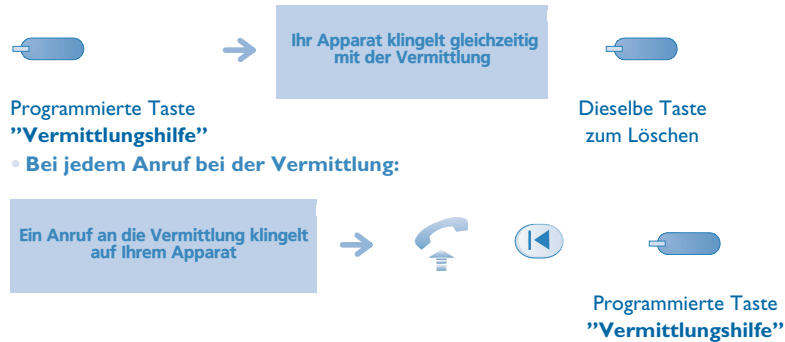 Ihr Apparat klingelt gleichzeitig
mit der Vermittlung
Programmierte Taste
”Vermittlungshilfe”
Dieselbe Taste
zum Löschen
• Bei jedem Anruf bei der Vermittlung:
Ein Anruf an die Vermittlung klingelt
auf Ihrem Apparat
Programmierte Taste
”Vermittlungshilfe”